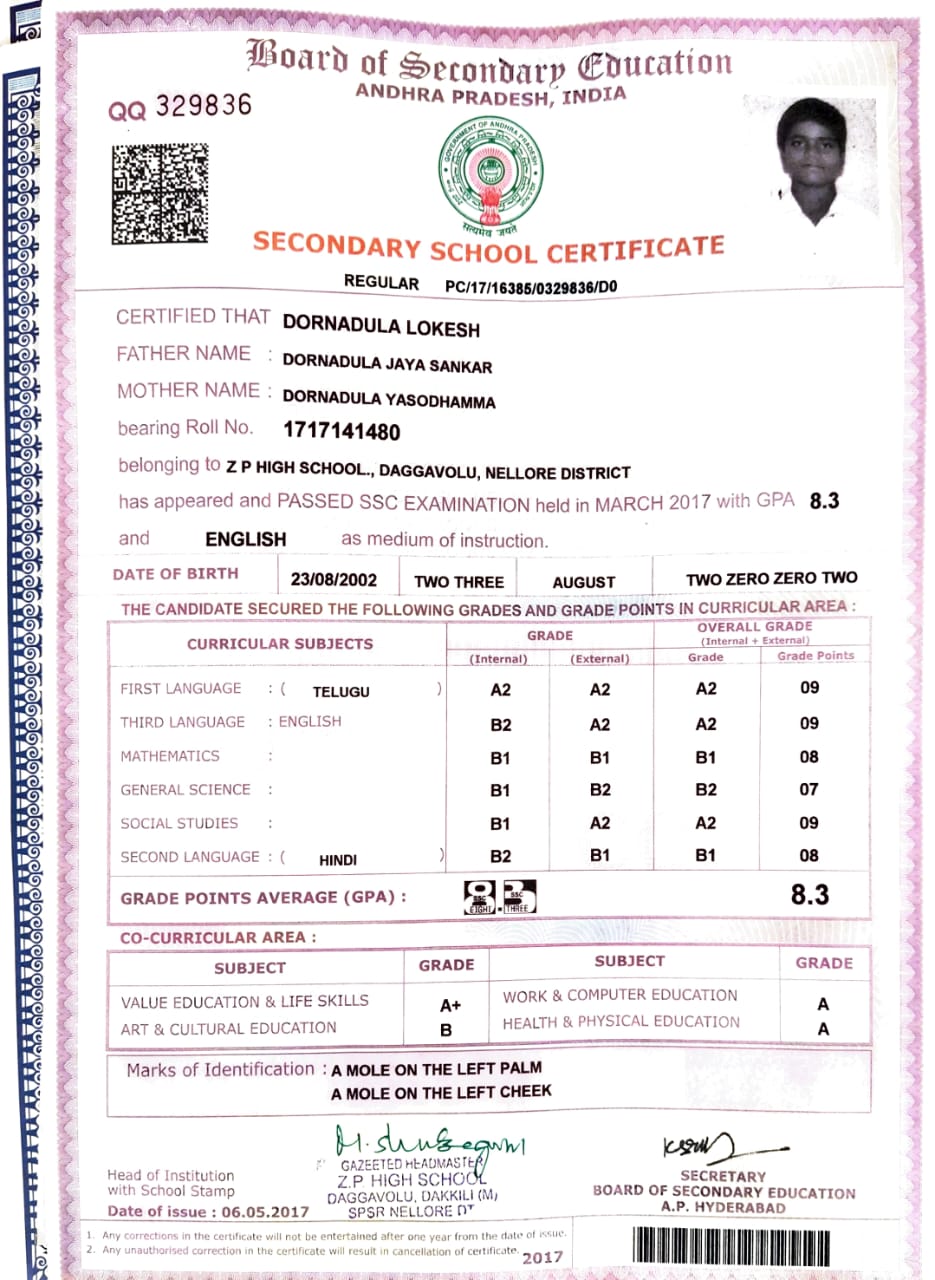 Board of Secondary Education
ANDHRA PRADESH, INDIA
QQ 329836
GOVERNMENT OF ANDHRA PRADESH
सत्यमेव जयते
SECONDARY SCHOOL CERTIFICATE
REGULAR PC/17/16385/0329836/D0
CERTIFIED THAT DORNADULA LOKESH
FATHER NAME : DORNADULA JAYA SANKAR
MOTHER NAME : DORNADULA YASODHAMMA
bearing Roll No. 1717141480
belonging to Z P HIGH SCHOOL., DAGGAVOLU, NELLORE DISTRICT
has appeared and PASSED SSC EXAMINATION held in MARCH 2017 with GPA 8.3
and ENGLISH as medium of instruction.
DATE OF BIRTH 23/08/2002 TWO THREE AUGUST TWO ZERO ZERO TWO
THE CANDIDATE SECURED THE FOLLOWING GRADES AND GRADE POINTS IN CURRICULAR AREA :
CURRICULAR SUBJECTS GRADE OVERALL GRADE
(Internal + External)
(Internal) (External) Grade Grade Points
FIRST LANGUAGE : ( TELUGU ) A2 A2 A2 09
THIRD LANGUAGE : ENGLISH B2 A2 A2 09
MATHEMATICS : B1 B1 B1 08
GENERAL SCIENCE : B1 B2 B2 07
SOCIAL STUDIES : B1 A2 A2 09
SECOND LANGUAGE : ( HINDI ) B2 B1 B1 08
GRADE POINTS AVERAGE (GPA) : 8 SSC EIGHT . 3 SSC THREE 8.3
CO-CURRICULAR AREA :
SUBJECT GRADE SUBJECT GRADE
VALUE EDUCATION & LIFE SKILLS A+ WORK & COMPUTER EDUCATION A
ART & CULTURAL EDUCATION B HEALTH & PHYSICAL EDUCATION A
Marks of Identification : A MOLE ON THE LEFT PALM
A MOLE ON THE LEFT CHEEK
GAZEETED HEADMASTER
Z.P. HIGH SCHOOL
DAGGAVOLU, DAKKILI (M)
SPSR NELLORE DT
Head of Institution
with School Stamp
Date of issue : 06.05.2017
SECRETARY
BOARD OF SECONDARY EDUCATION
A.P. HYDERABAD
1. Any corrections in the certificate will not be entertained after one year from the date of issue.
2. Any unauthorised correction in the certificate will result in cancellation of certificate.
2017